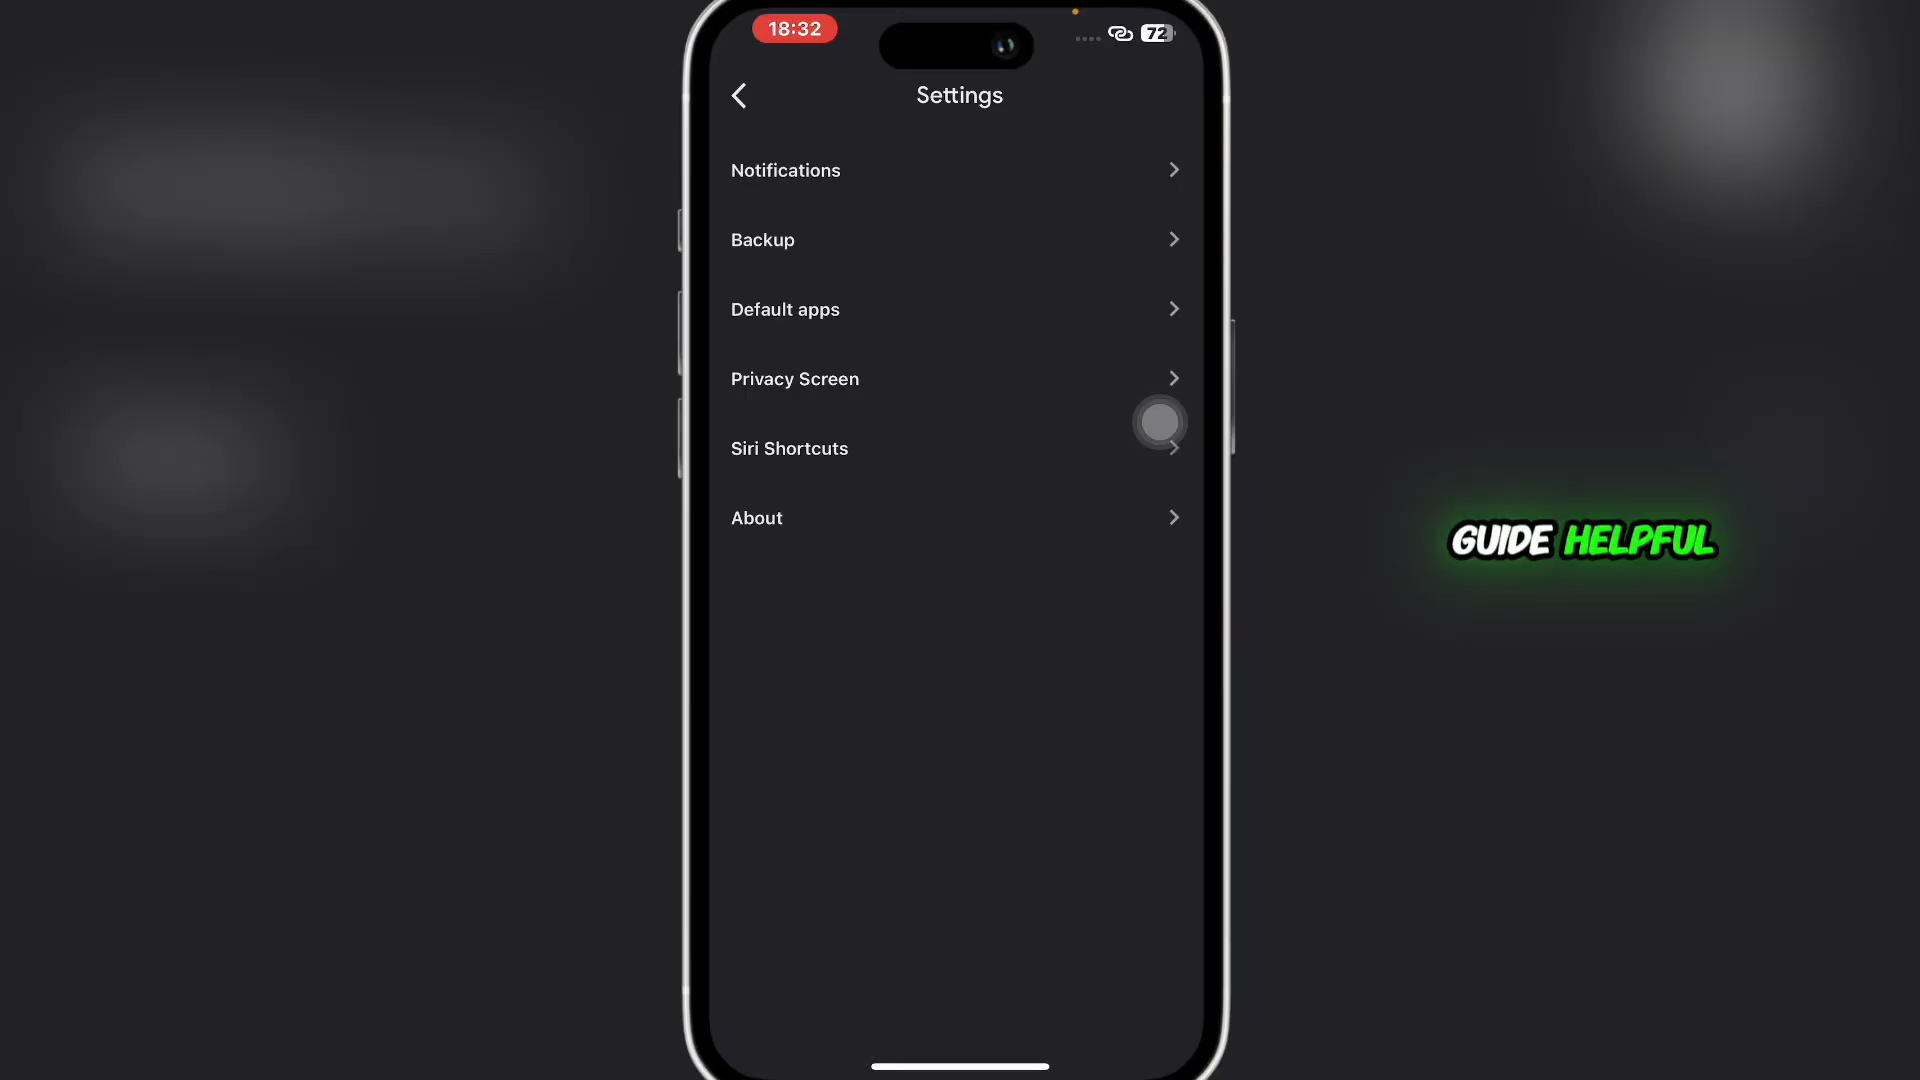 18:32
72
Settings
Notifications
Backup
Default apps
Privacy Screen
Siri Shortcuts
About
GUIDE HELPFUL